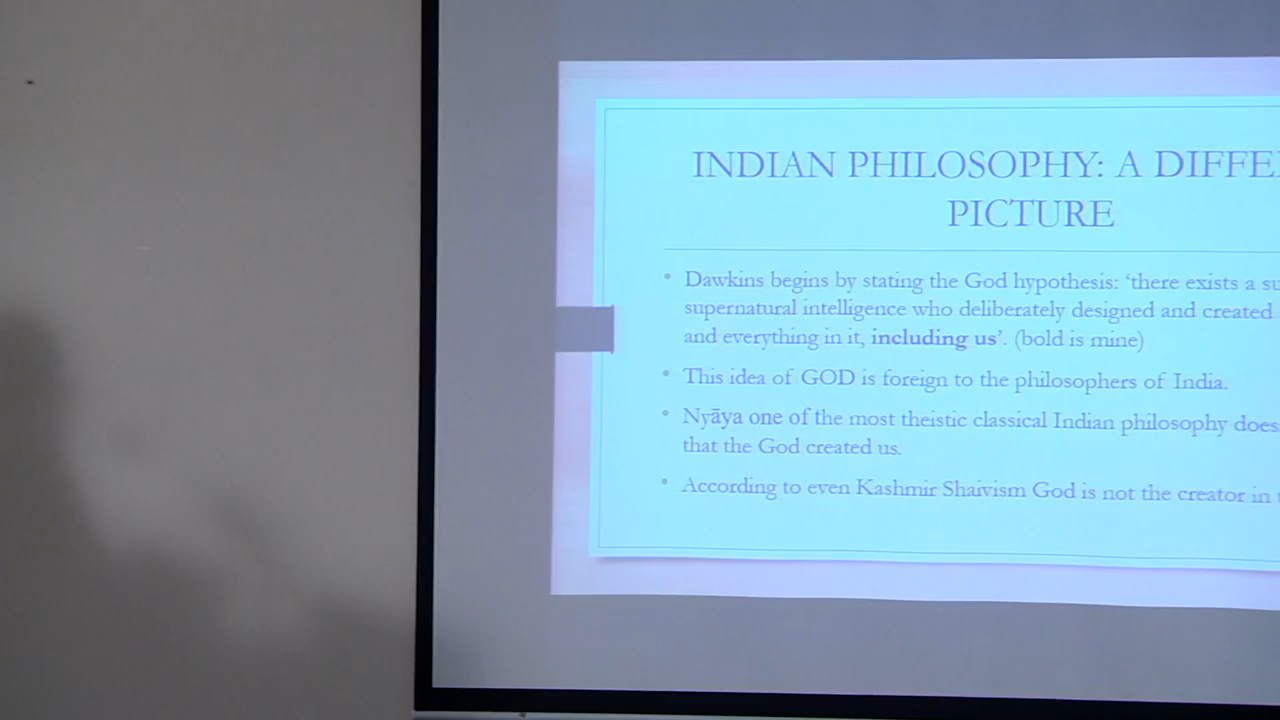 INDIAN PHILOSOPHY: A
PICTURE
• Dawkins begins by stating the God hypothesis: ‘there exists a
supernatural intelligence who deliberately designed and created
and everything in it, including us’. (bold is mine)
• This idea of GOD is foreign to the philosophers of India.
• Nyāya one of the most theistic classical Indian philosophy does
that the God created us.
• According to even Kashmir Shaivism God is not the creator in